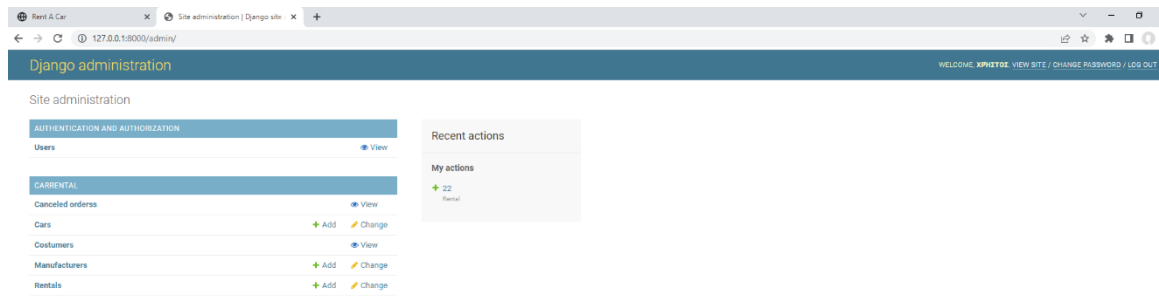 Rent A Car
Site administration | Django site
127.0.0.1:8000/admin/
Django administration
WELCOME, ΧΡΗΣΤΟΣ. VIEW SITE / CHANGE PASSWORD / LOG OUT
Site administration
AUTHENTICATION AND AUTHORIZATION
Users View
CARRENTAL
Canceled orderss View
Cars Add Change
Costumers View
Manufacturers Add Change
Rentals Add Change
Recent actions
My actions
22
Rental